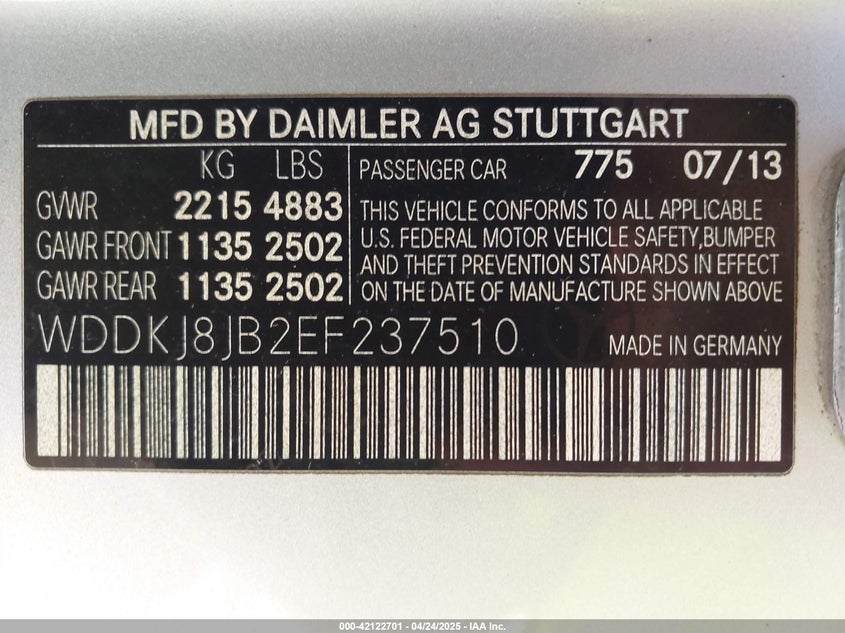 MFD BY DAIMLER AG STUTTGART
KG LBS
GVWR 2215 4883
GAWR FRONT 1135 2502
GAWR REAR 1135 2502
PASSENGER CAR 775 07/13
THIS VEHICLE CONFORMS TO ALL APPLICABLE
U.S. FEDERAL MOTOR VEHICLE SAFETY,BUMPER
AND THEFT PREVENTION STANDARDS IN EFFECT
ON THE DATE OF MANUFACTURE SHOWN ABOVE
WDDKJ8JB2EF237510 MADE IN GERMANY
000-42122701 - 04/24/2025 - IAA Inc.